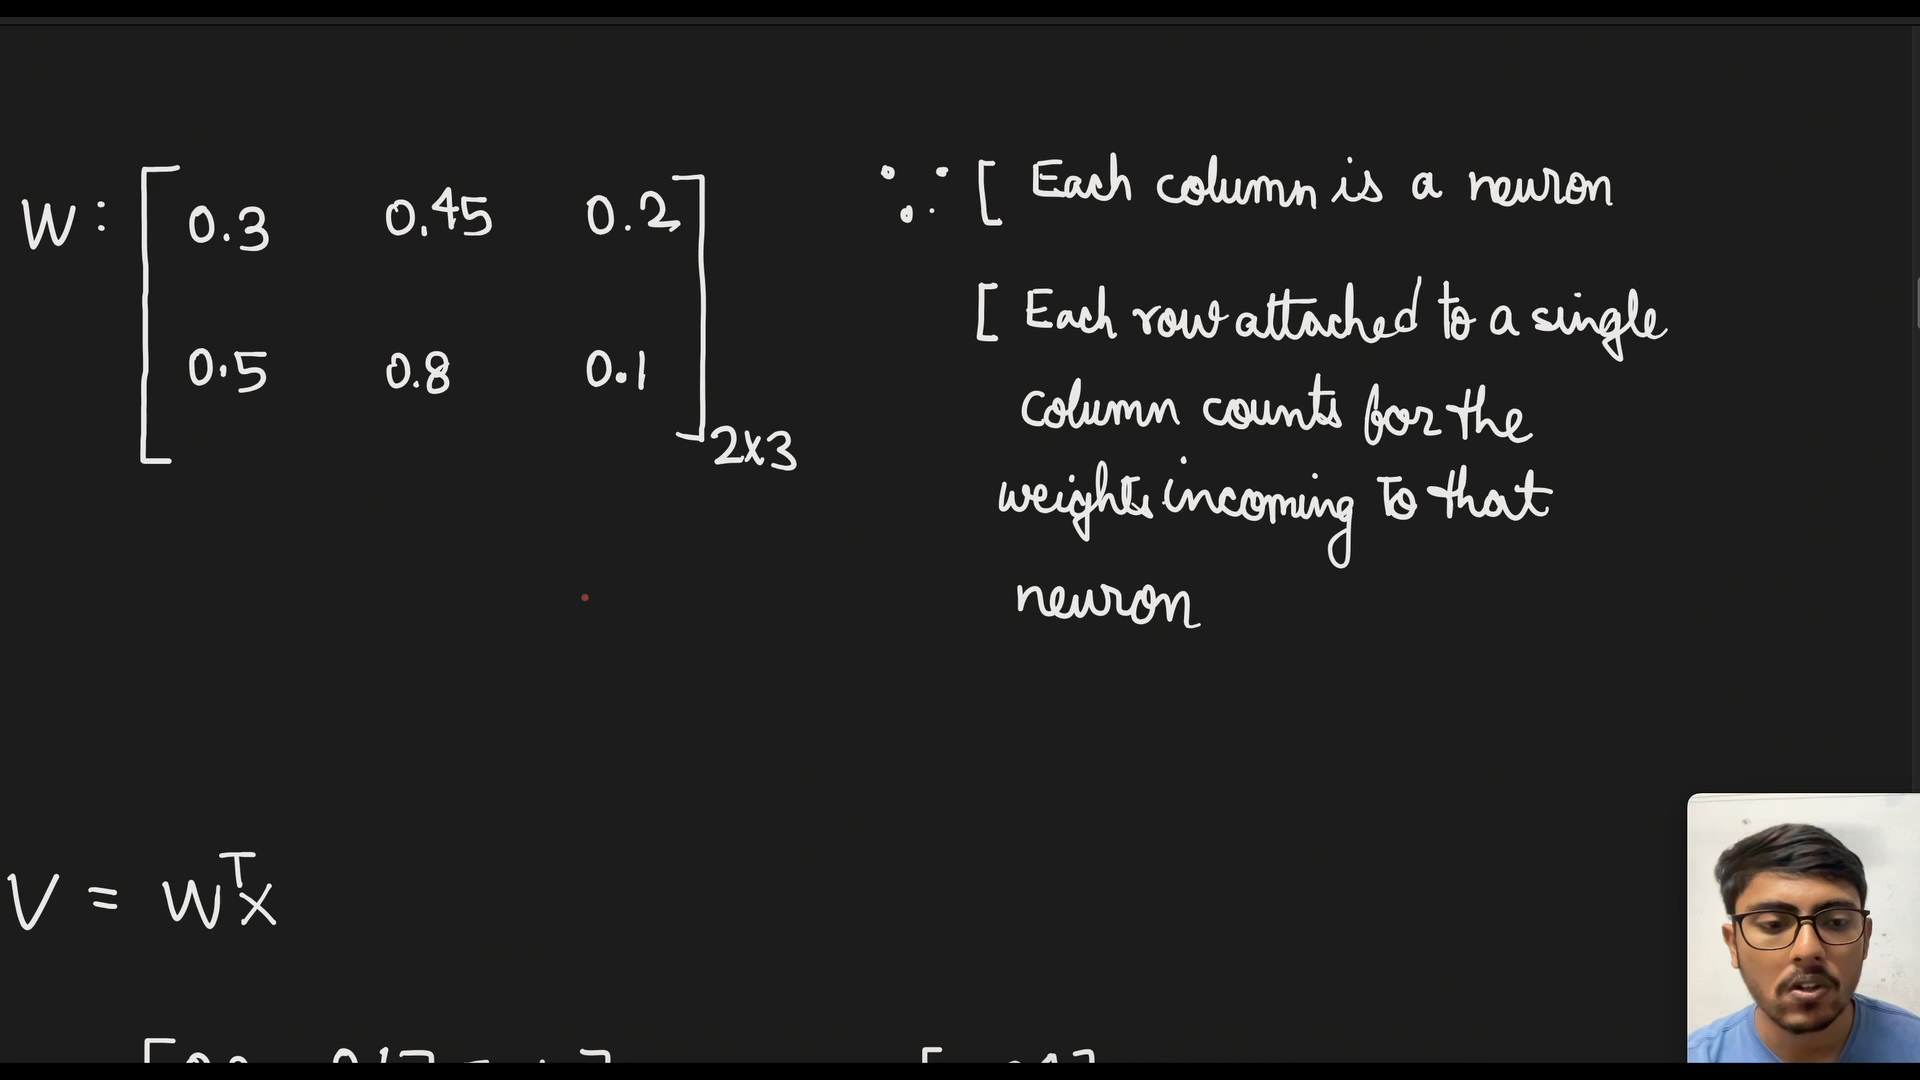 W: [ 0.3 0.45 0.2
0.5 0.8 0.1 ] 2x3
∵ [ Each column is a neuron
[ Each row attached to a single
column counts for the
weights incoming to that
neuron
V = Wᵀx